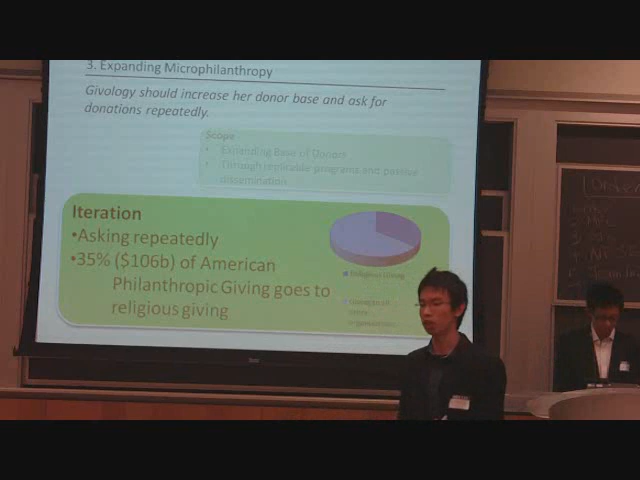 3. Expanding Microphilanthropy
Givology should increase her donor base and ask for
donations repeatedly.
Scope
• Expanding Base of Donors
• Through replicable programs and passive
dissemination
Iteration
•Asking repeatedly
•35% ($106b) of American
Philanthropic Giving goes to
religious giving
Religious Giving